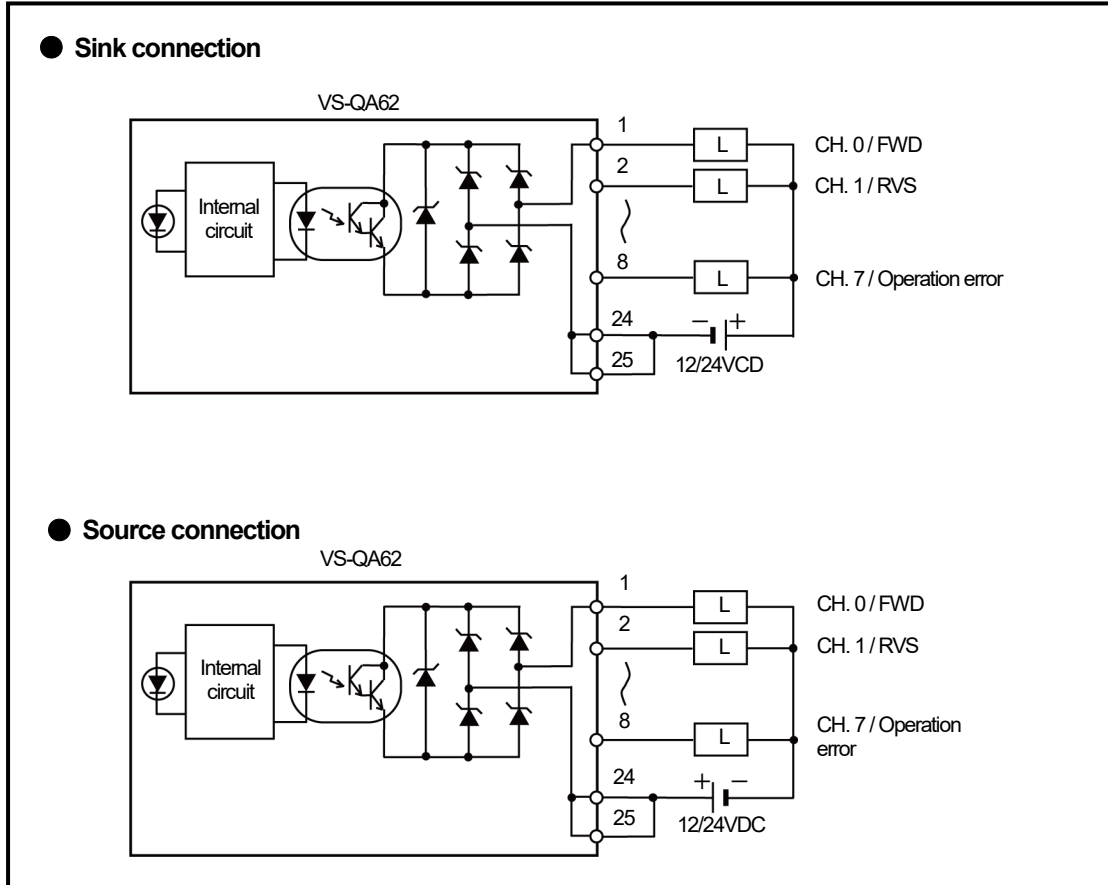 ● Sink connection
VS-QA62
Internal
circuit
1
L
CH. 0 / FWD
2
L
CH. 1 / RVS
8
L
CH. 7 / Operation error
24
− +
25
12/24VCD
● Source connection
VS-QA62
Internal
circuit
1
L
CH. 0 / FWD
2
L
CH. 1 / RVS
8
L
CH. 7 / Operation
error
24
+ −
25
12/24VDC